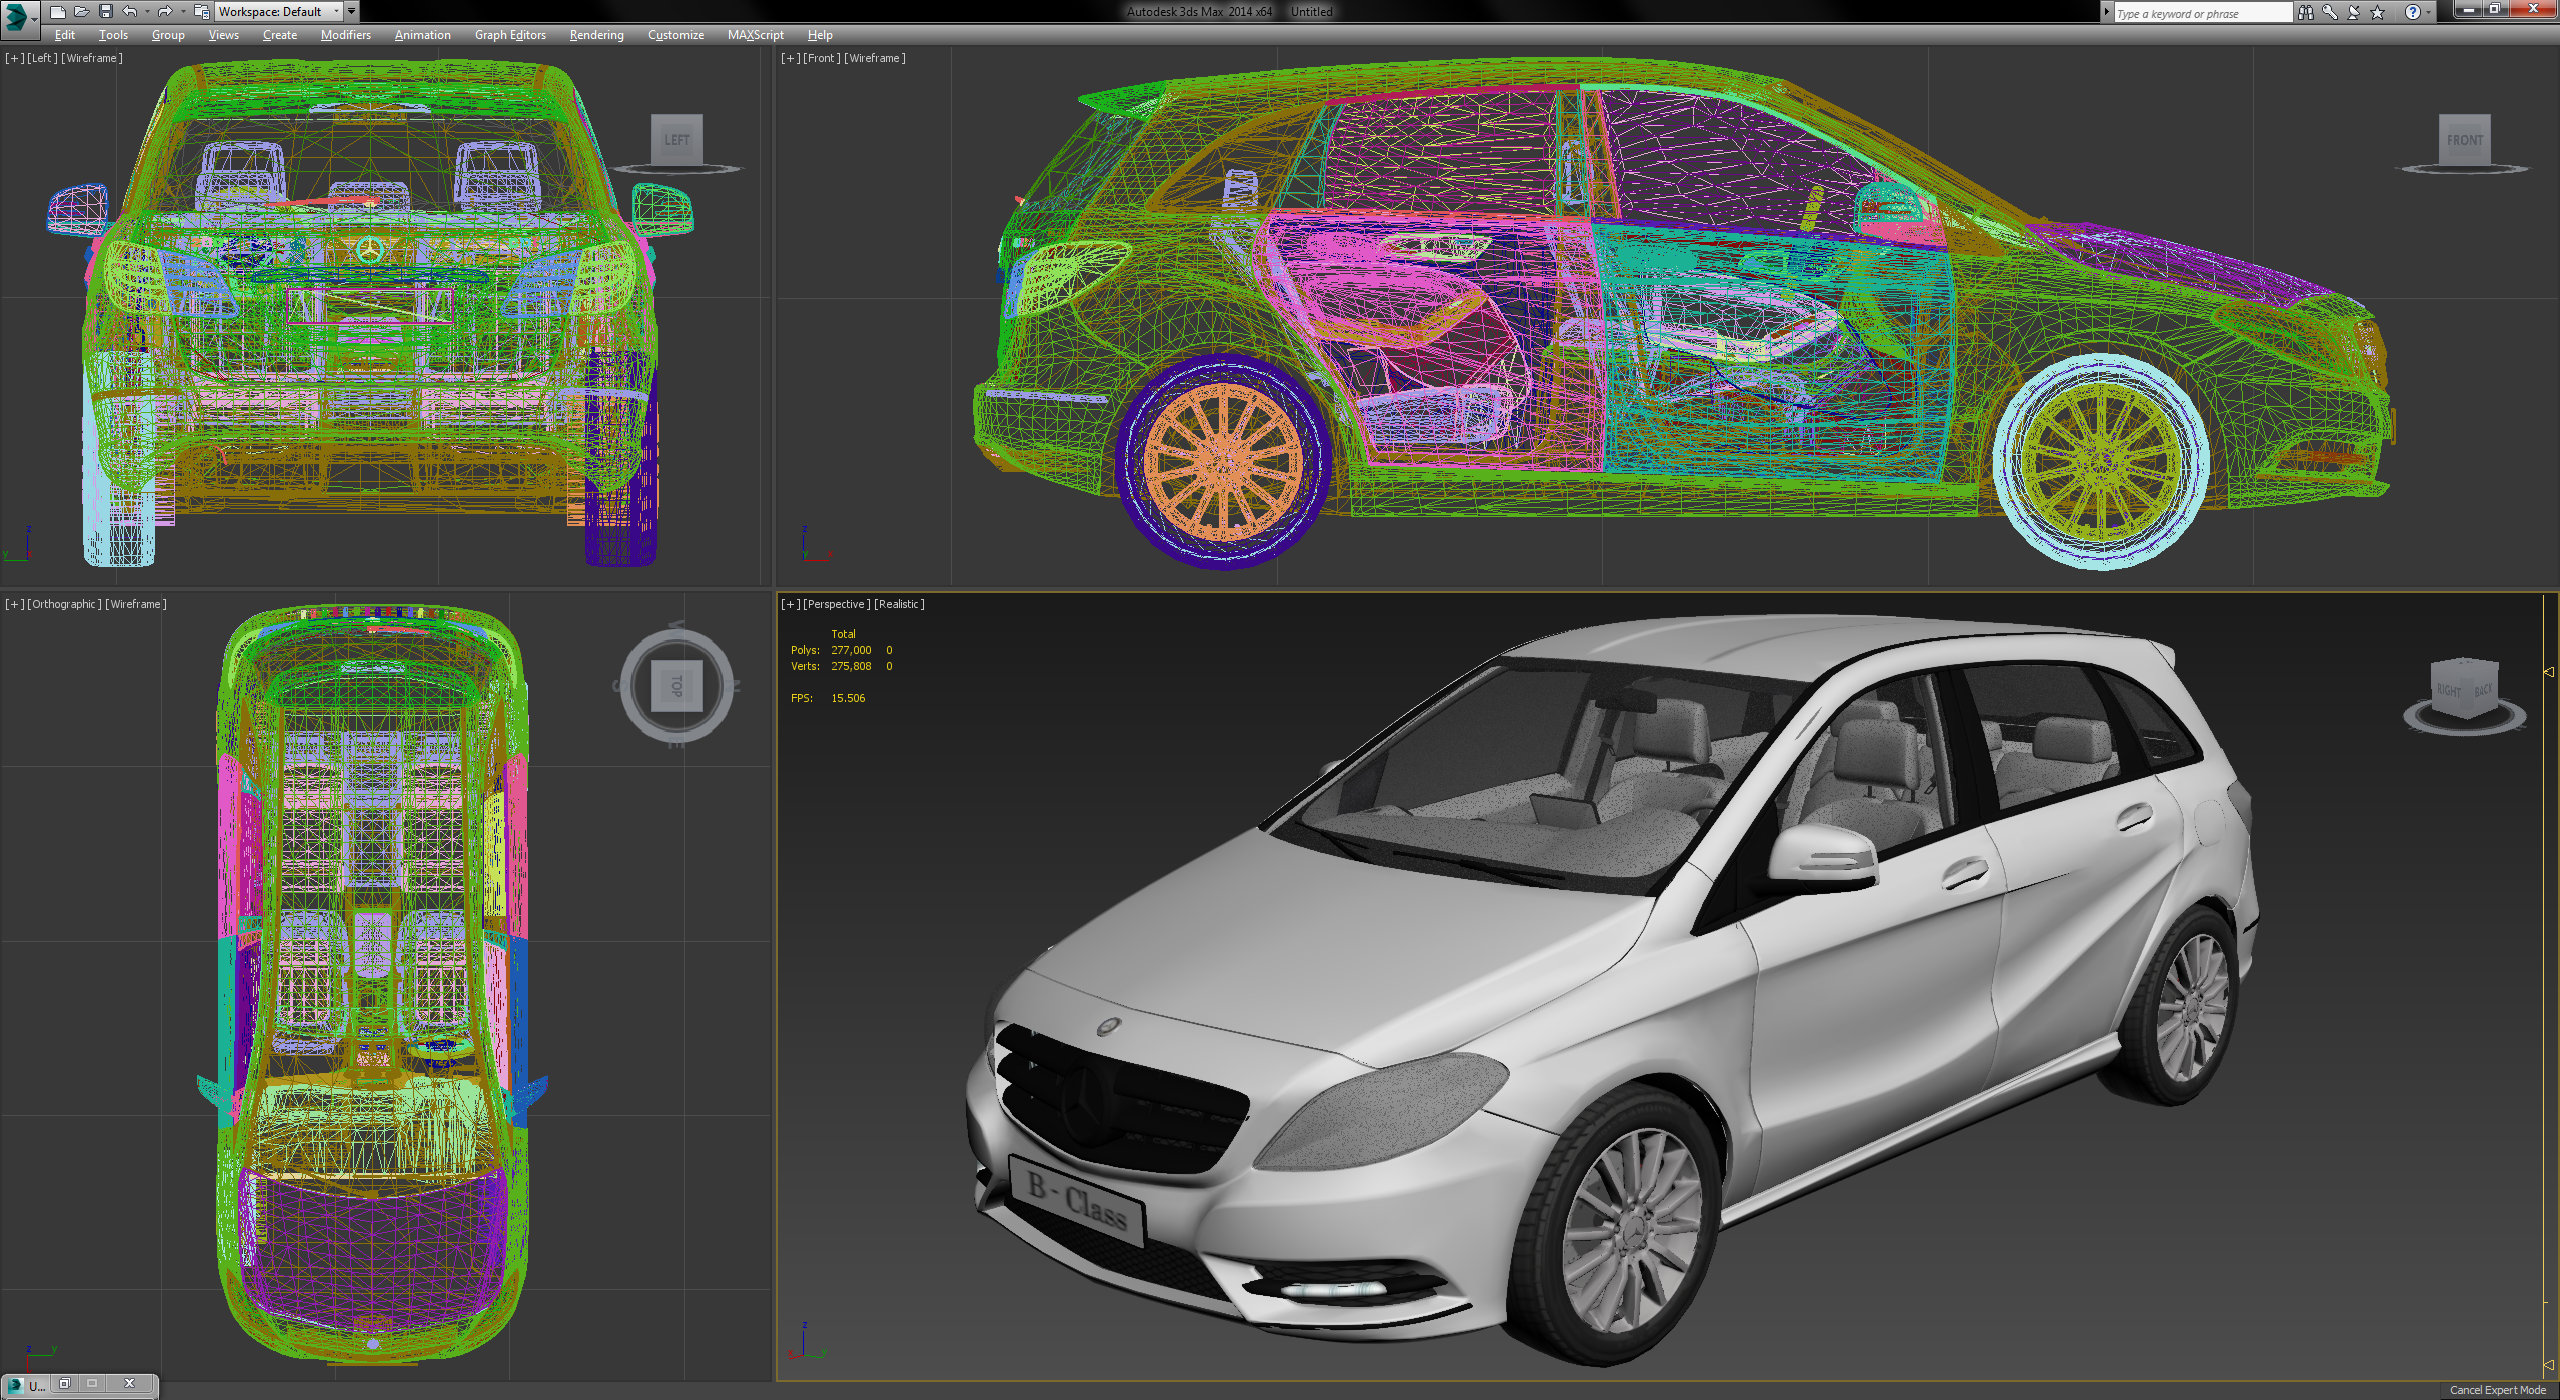 Workspace: Default
Autodesk 3ds Max 2014 x64 Untitled
Type a keyword or phrase
Edit Tools Group Views Create Modifiers Animation Graph Editors Rendering Customize MAXScript Help
[+] [Left ] [Wireframe ]
LEFT
z
y
[+] [Front ] [Wireframe ]
FRONT
z
y x
[+] [Orthographic ] [Wireframe ]
TOP
W
S N
E
z y
[+] [Perspective ] [Realistic ]
Total
Polys: 277,000 0
Verts: 275,808 0
FPS: 15.506
RIGHT BACK
B - Class
z
x y
U...
Cancel Expert Mode